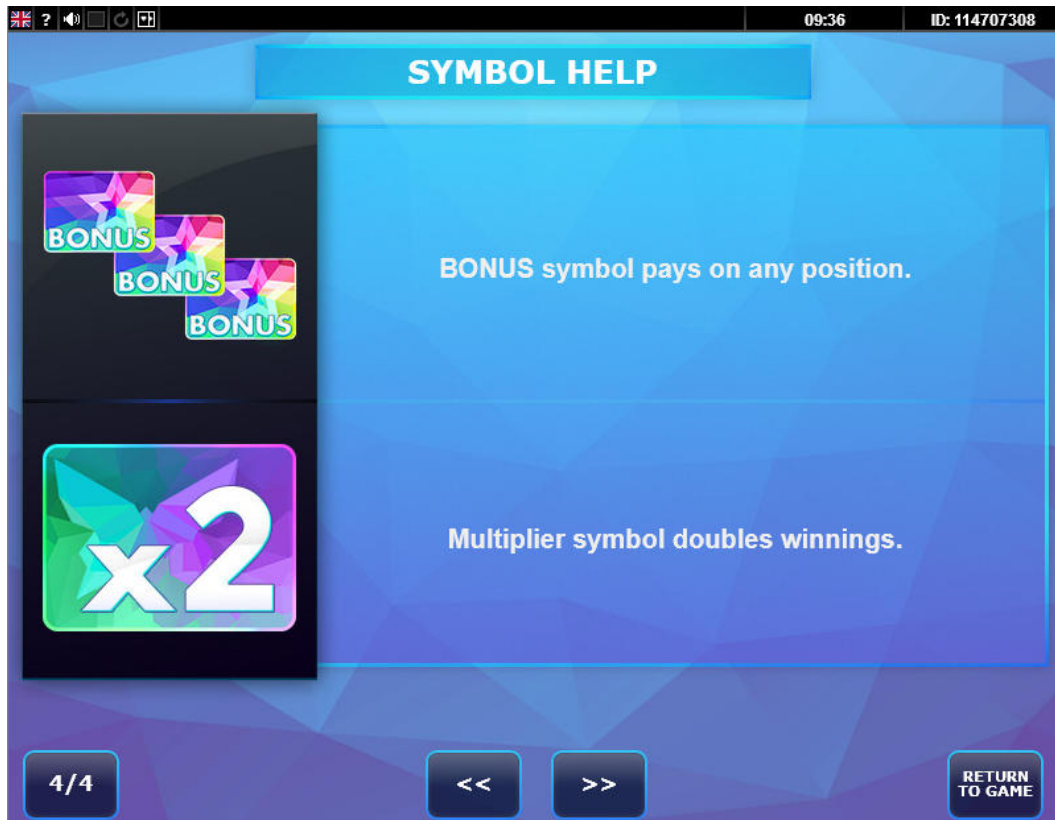 ?
09:36
ID: 114707308
SYMBOL HELP
BONUS
BONUS
BONUS
BONUS symbol pays on any position.
x2
Multiplier symbol doubles winnings.
4/4
<<
>>
RETURN
TO GAME